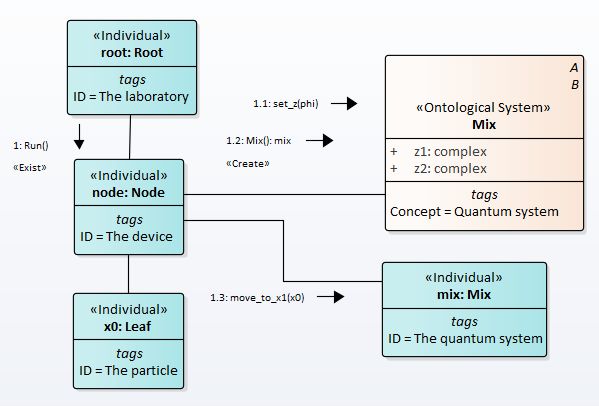 «Individual»
root: Root
tags
ID = The laboratory
1: Run()
«Exist»
«Individual»
node: Node
tags
ID = The device
«Individual»
x0: Leaf
tags
ID = The particle
1.1: set_z(phi)
1.2: Mix(): mix
«Create»
1.3: move_to_x1(x0)
A
B
«Ontological System»
Mix
+ z1: complex
+ z2: complex
tags
Concept = Quantum system
«Individual»
mix: Mix
tags
ID = The quantum system